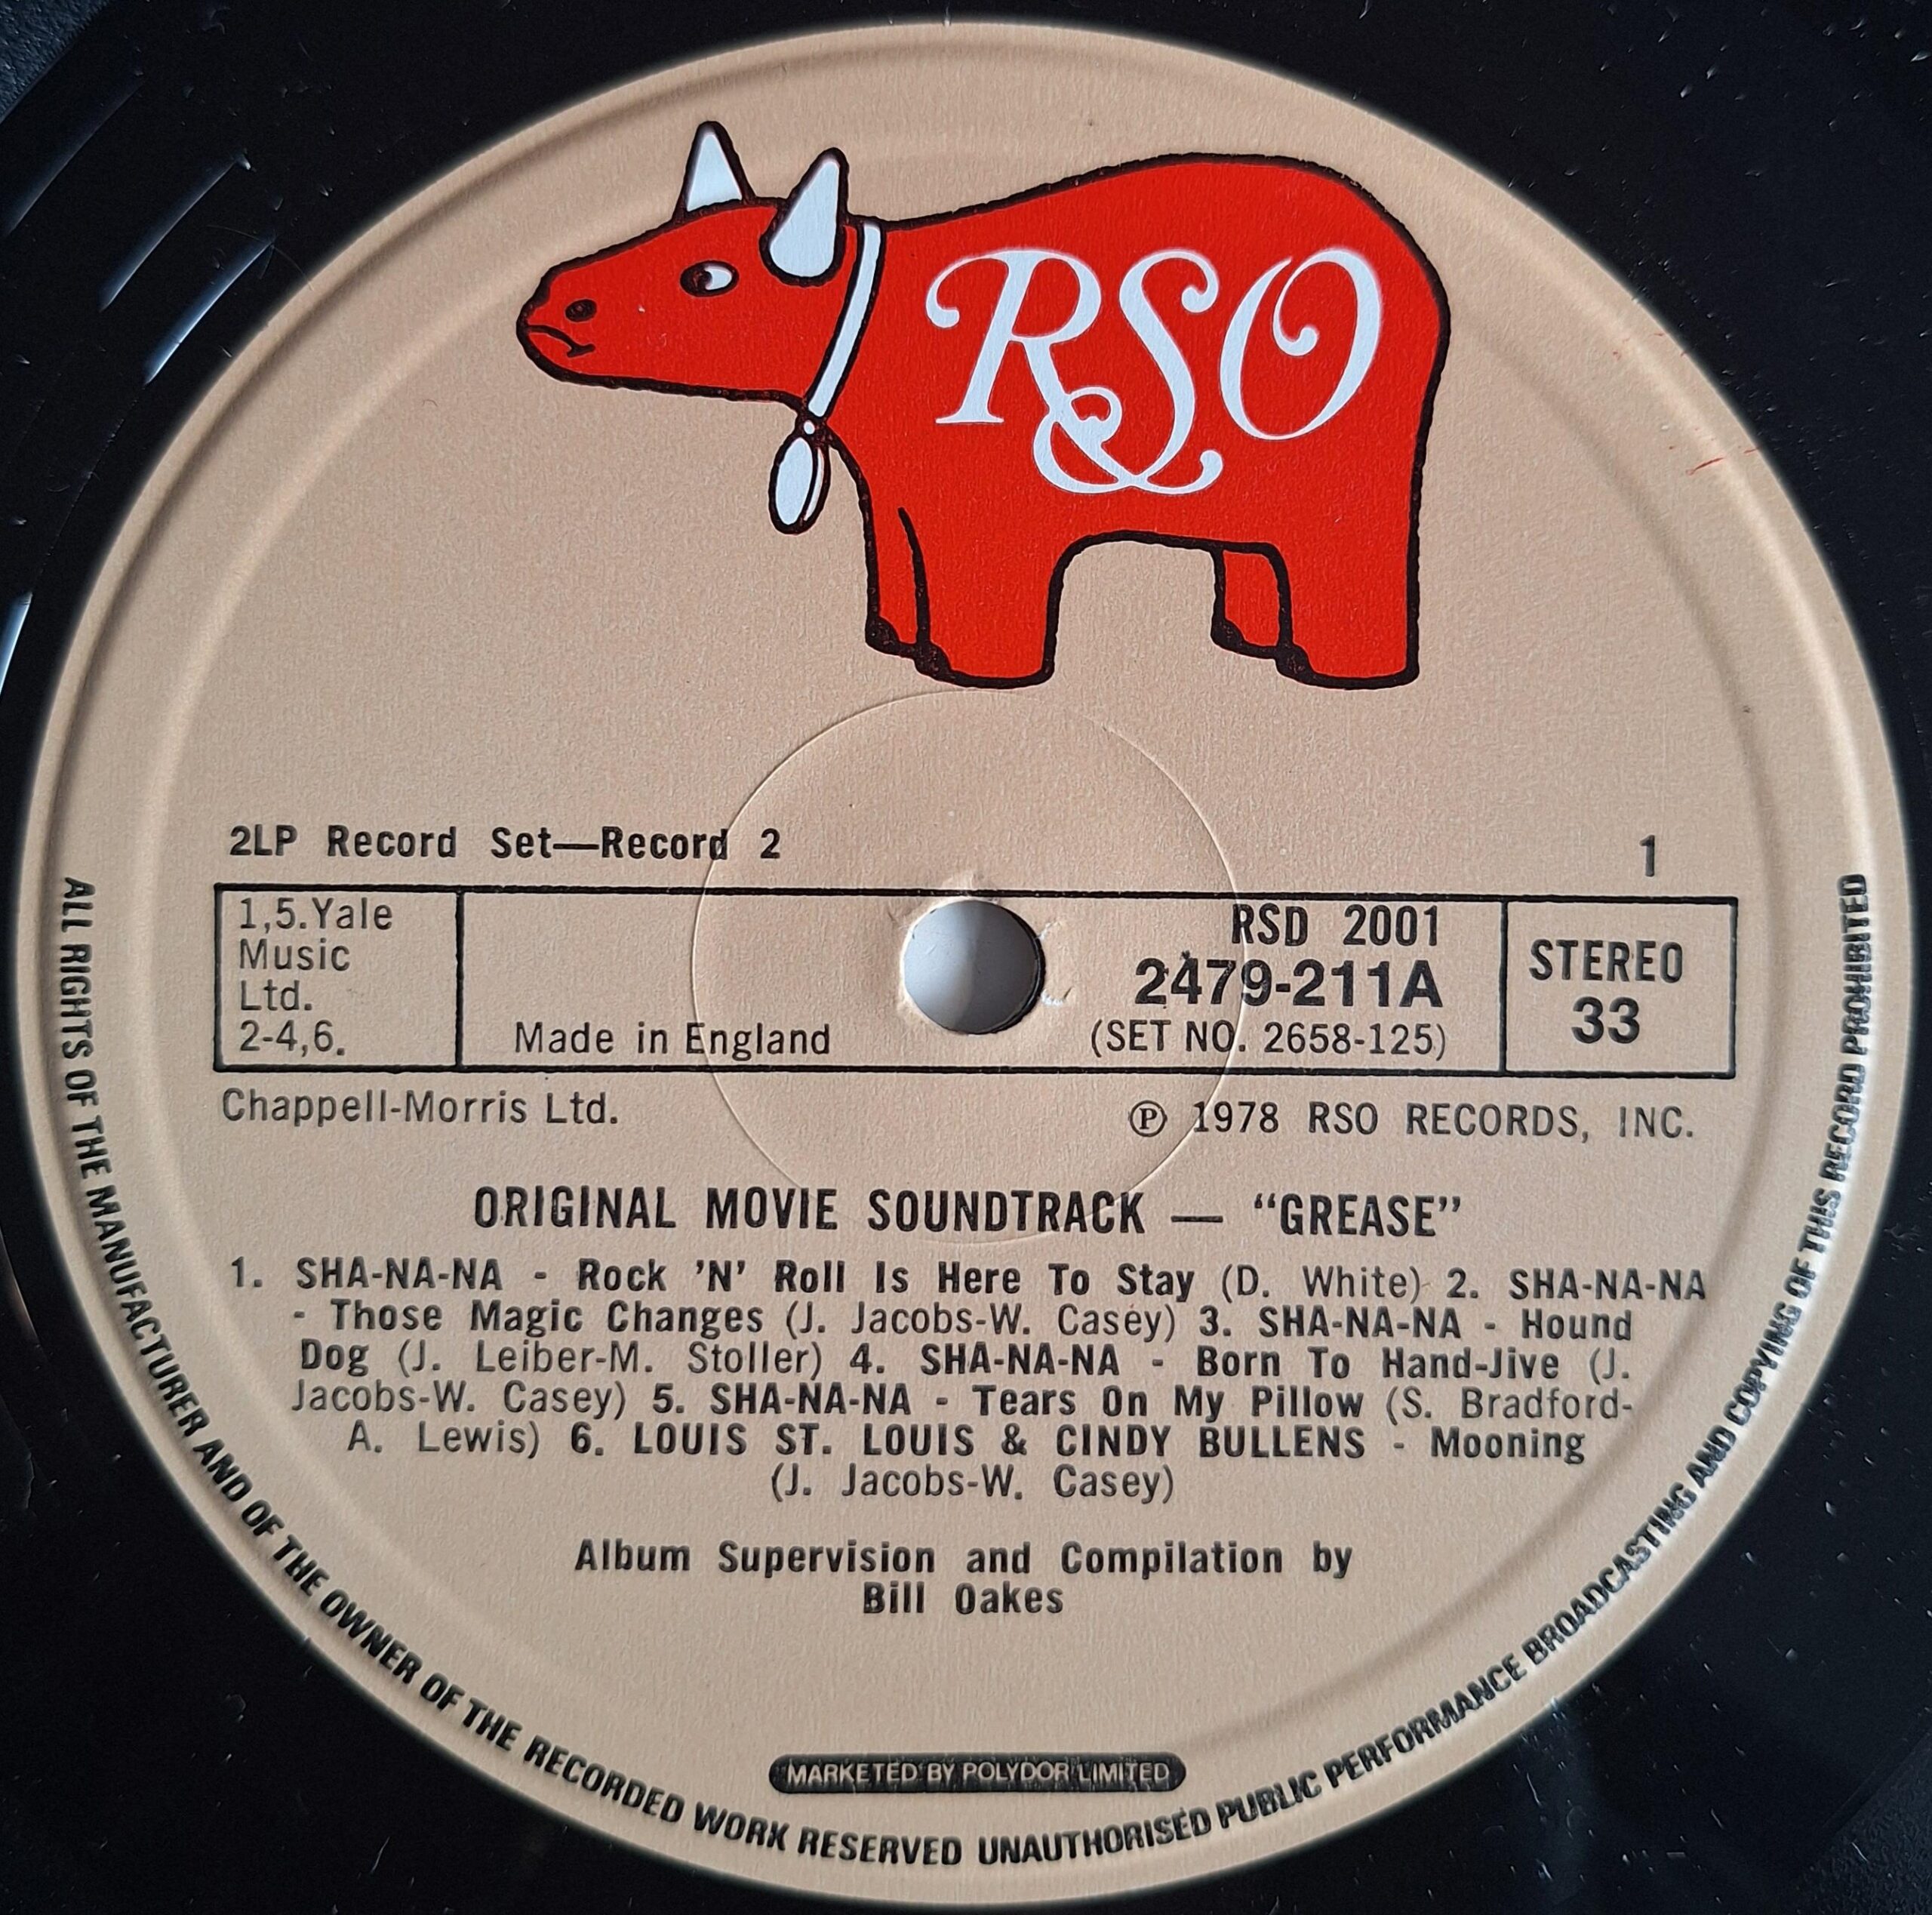 RSO
2LP Record Set—Record 2
1
1,5.Yale
Music
Ltd.
2-4,6.
Made in England
RSD 2001
2479-211A
(SET NO. 2658-125)
STEREO
33
Chappell-Morris Ltd.
℗ 1978 RSO RECORDS, INC.
ORIGINAL MOVIE SOUNDTRACK — “GREASE”
1. SHA-NA-NA - Rock ’N’ Roll Is Here To Stay (D. White) 2. SHA-NA-NA
- Those Magic Changes (J. Jacobs-W. Casey) 3. SHA-NA-NA - Hound
Dog (J. Leiber-M. Stoller) 4. SHA-NA-NA - Born To Hand-Jive (J.
Jacobs-W. Casey) 5. SHA-NA-NA - Tears On My Pillow (S. Bradford-
A. Lewis) 6. LOUIS ST. LOUIS & CINDY BULLENS - Mooning
(J. Jacobs-W. Casey)
Album Supervision and Compilation by
Bill Oakes
MARKETED BY POLYDOR LIMITED
ALL RIGHTS OF THE MANUFACTURER AND OF THE OWNER OF THE RECORDED WORK RESERVED UNAUTHORISED PUBLIC PERFORMANCE BROADCASTING AND COPYING OF THIS RECORD PROHIBITED